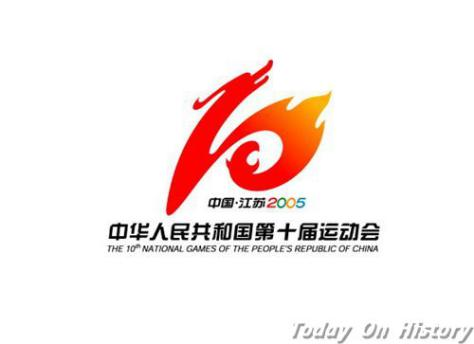 10
中国·江苏2005
中华人民共和国第十届运动会
THE 10th NATIONAL GAMES OF THE PEOPLE'S REPUBLIC OF CHINA
Today On History